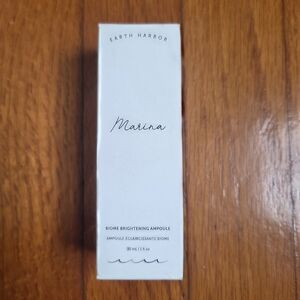 EARTH HARBOR
Marina
BIOME BRIGHTENING AMPOULE
AMPOULE ÉCLAIRCISSANTE BIOME
30 mL | 1 fl oz